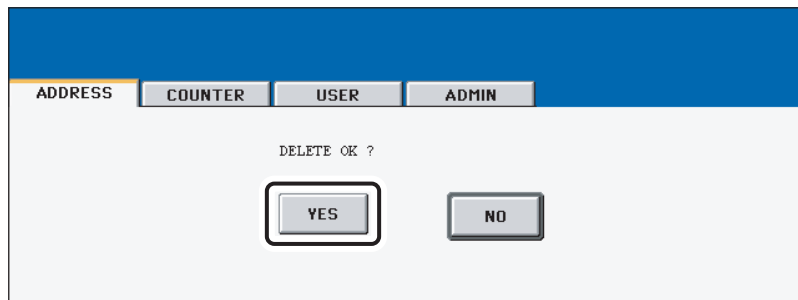 ADDRESS COUNTER USER ADMIN
DELETE OK ?
YES NO